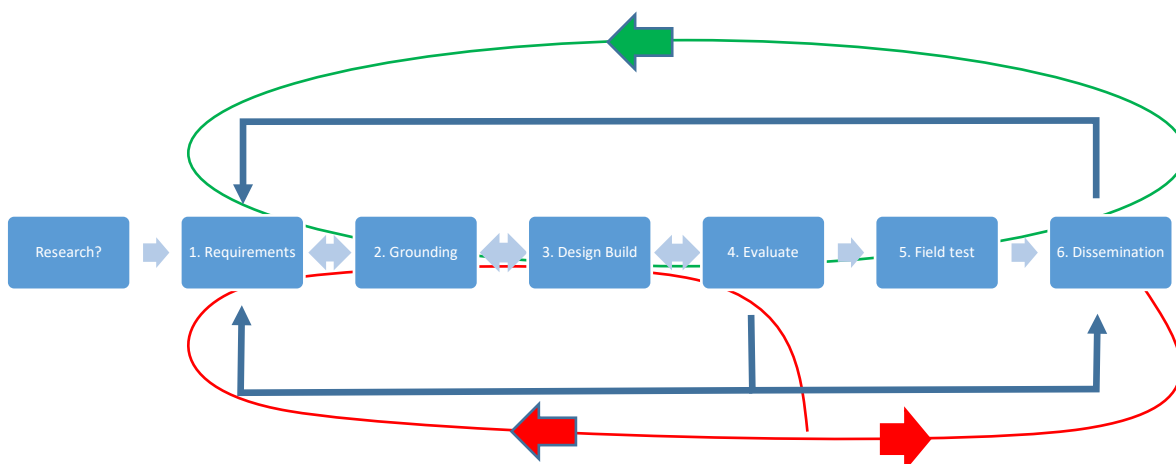 Research?
1. Requirements
2. Grounding
3. Design Build
4. Evaluate
5. Field test
6. Dissemination